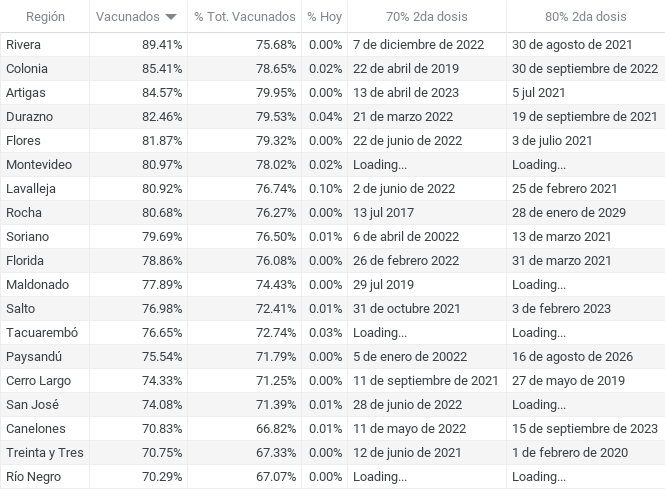 Región Vacunados % Tot. Vacunados % Hoy 70% 2da dosis 80% 2da dosis
Rivera 89.41% 75.68% 0.00% 7 de diciembre de 2022 30 de agosto de 2021
Colonia 85.41% 78.65% 0.02% 22 de abril de 2019 30 de septiembre de 2022
Artigas 84.57% 79.95% 0.00% 13 de abril de 2023 5 jul 2021
Durazno 82.46% 79.53% 0.04% 21 de marzo 2022 19 de septiembre de 2021
Flores 81.87% 79.32% 0.00% 22 de junio de 2022 3 de julio 2021
Montevideo 80.97% 78.02% 0.02% Loading... Loading...
Lavalleja 80.92% 76.74% 0.10% 2 de junio de 2022 25 de febrero 2021
Rocha 80.68% 76.27% 0.00% 13 jul 2017 28 de enero de 2029
Soriano 79.69% 76.50% 0.01% 6 de abril de 20022 13 de marzo 2021
Florida 78.86% 76.08% 0.00% 26 de febrero 2022 31 de marzo 2021
Maldonado 77.89% 74.43% 0.00% 29 jul 2019 Loading...
Salto 76.98% 72.41% 0.01% 31 de octubre 2021 3 de febrero 2023
Tacuarembó 76.65% 72.74% 0.03% Loading... Loading...
Paysandú 75.54% 71.79% 0.00% 5 de enero de 20022 16 de agosto de 2026
Cerro Largo 74.33% 71.25% 0.00% 11 de septiembre de 2021 27 de mayo de 2019
San José 74.08% 71.39% 0.01% 28 de junio de 2022 Loading...
Canelones 70.83% 66.82% 0.01% 11 de mayo de 2022 15 de septiembre de 2023
Treinta y Tres 70.75% 67.33% 0.00% 12 de junio de 2021 1 de febrero de 2020
Río Negro 70.29% 67.07% 0.00% Loading... Loading...